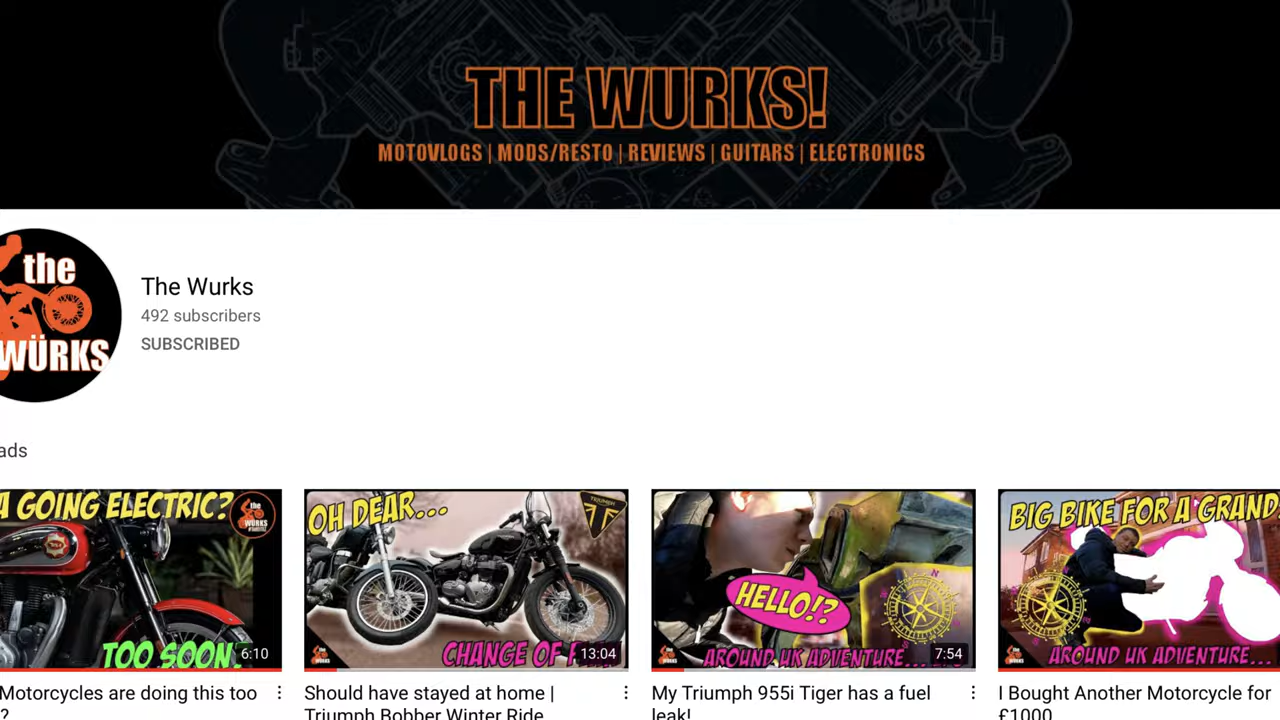 THE WURKS!
MOTOVLOGS | MODS/RESTO | REVIEWS | GUITARS | ELECTRONICS
the
WÜRKS
The Wurks
492 subscribers
SUBSCRIBED
ads
A GOING ELECTRIC?
the
WÜRKS
TOO SOON.
6:10
OH DEAR...
TRIUMPH
CHANGE OF
13:04
HELLO!?
N
AROUND UK ADVENTURE...
7:54
BIG BIKE FOR A GRAND
AROUND UK ADVENTURE...
Motorcycles are doing this too
?
Should have stayed at home |
Triumph Bobber Winter Ride
My Triumph 955i Tiger has a fuel
leak!
I Bought Another Motorcycle for
£1000